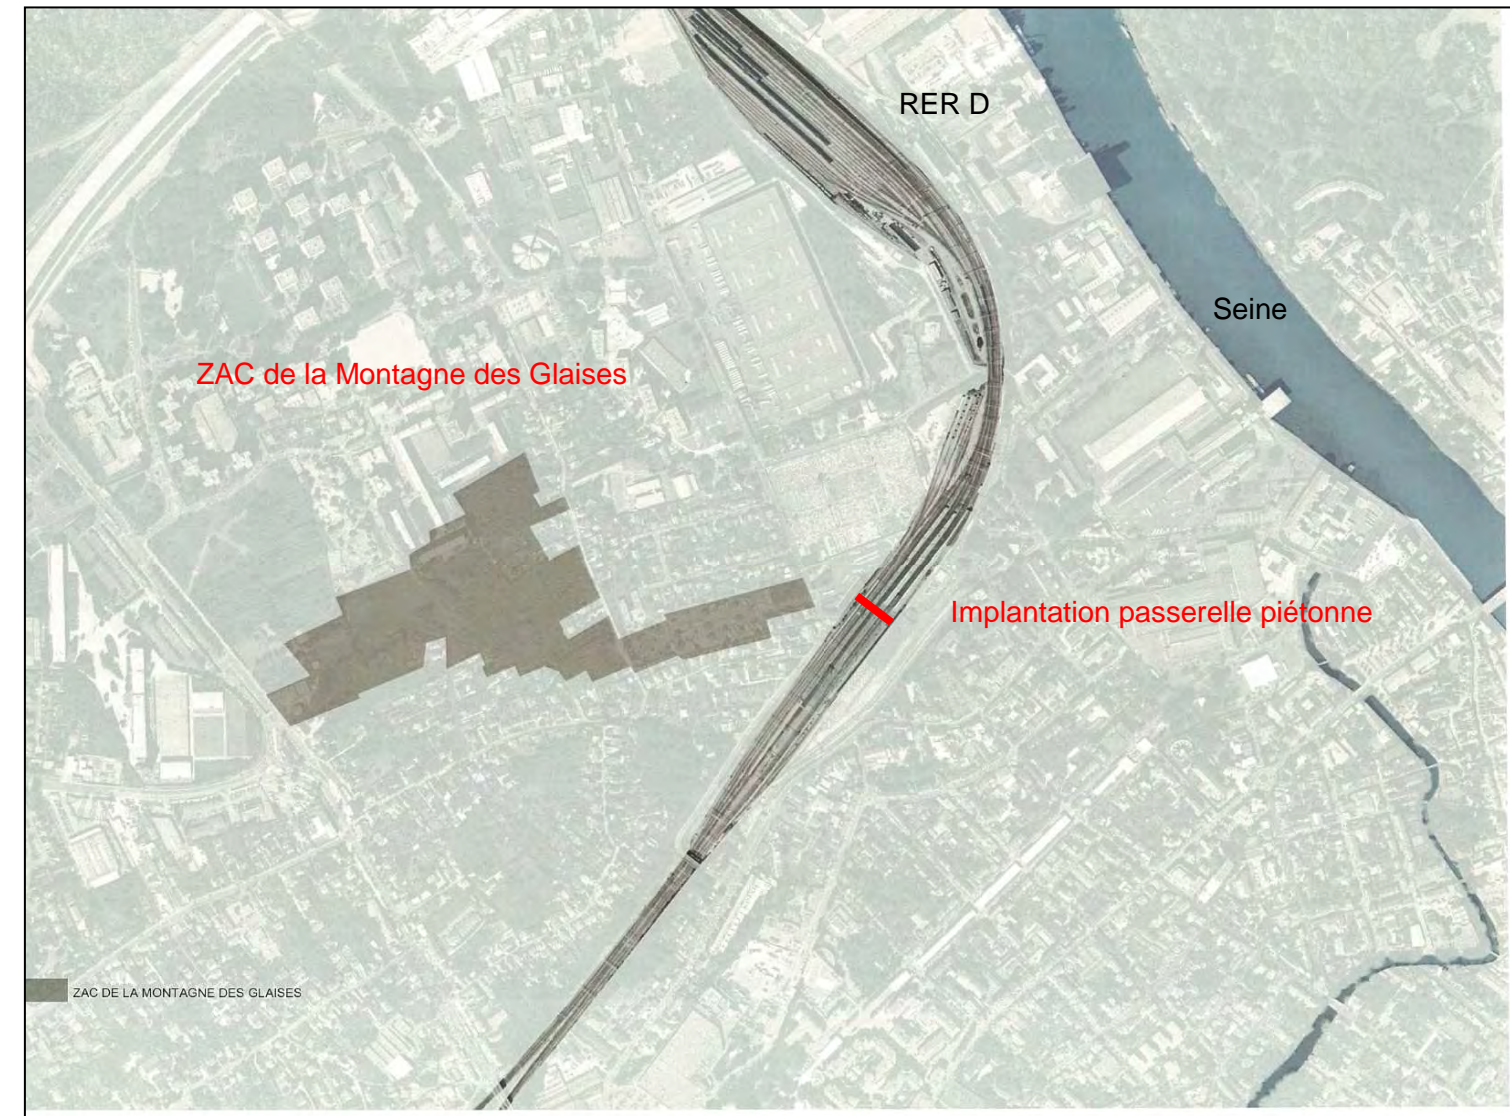 RER D
Seine
ZAC de la Montagne des Glaises
Implantation passerelle piétonne
ZAC DE LA MONTAGNE DES GLAISES